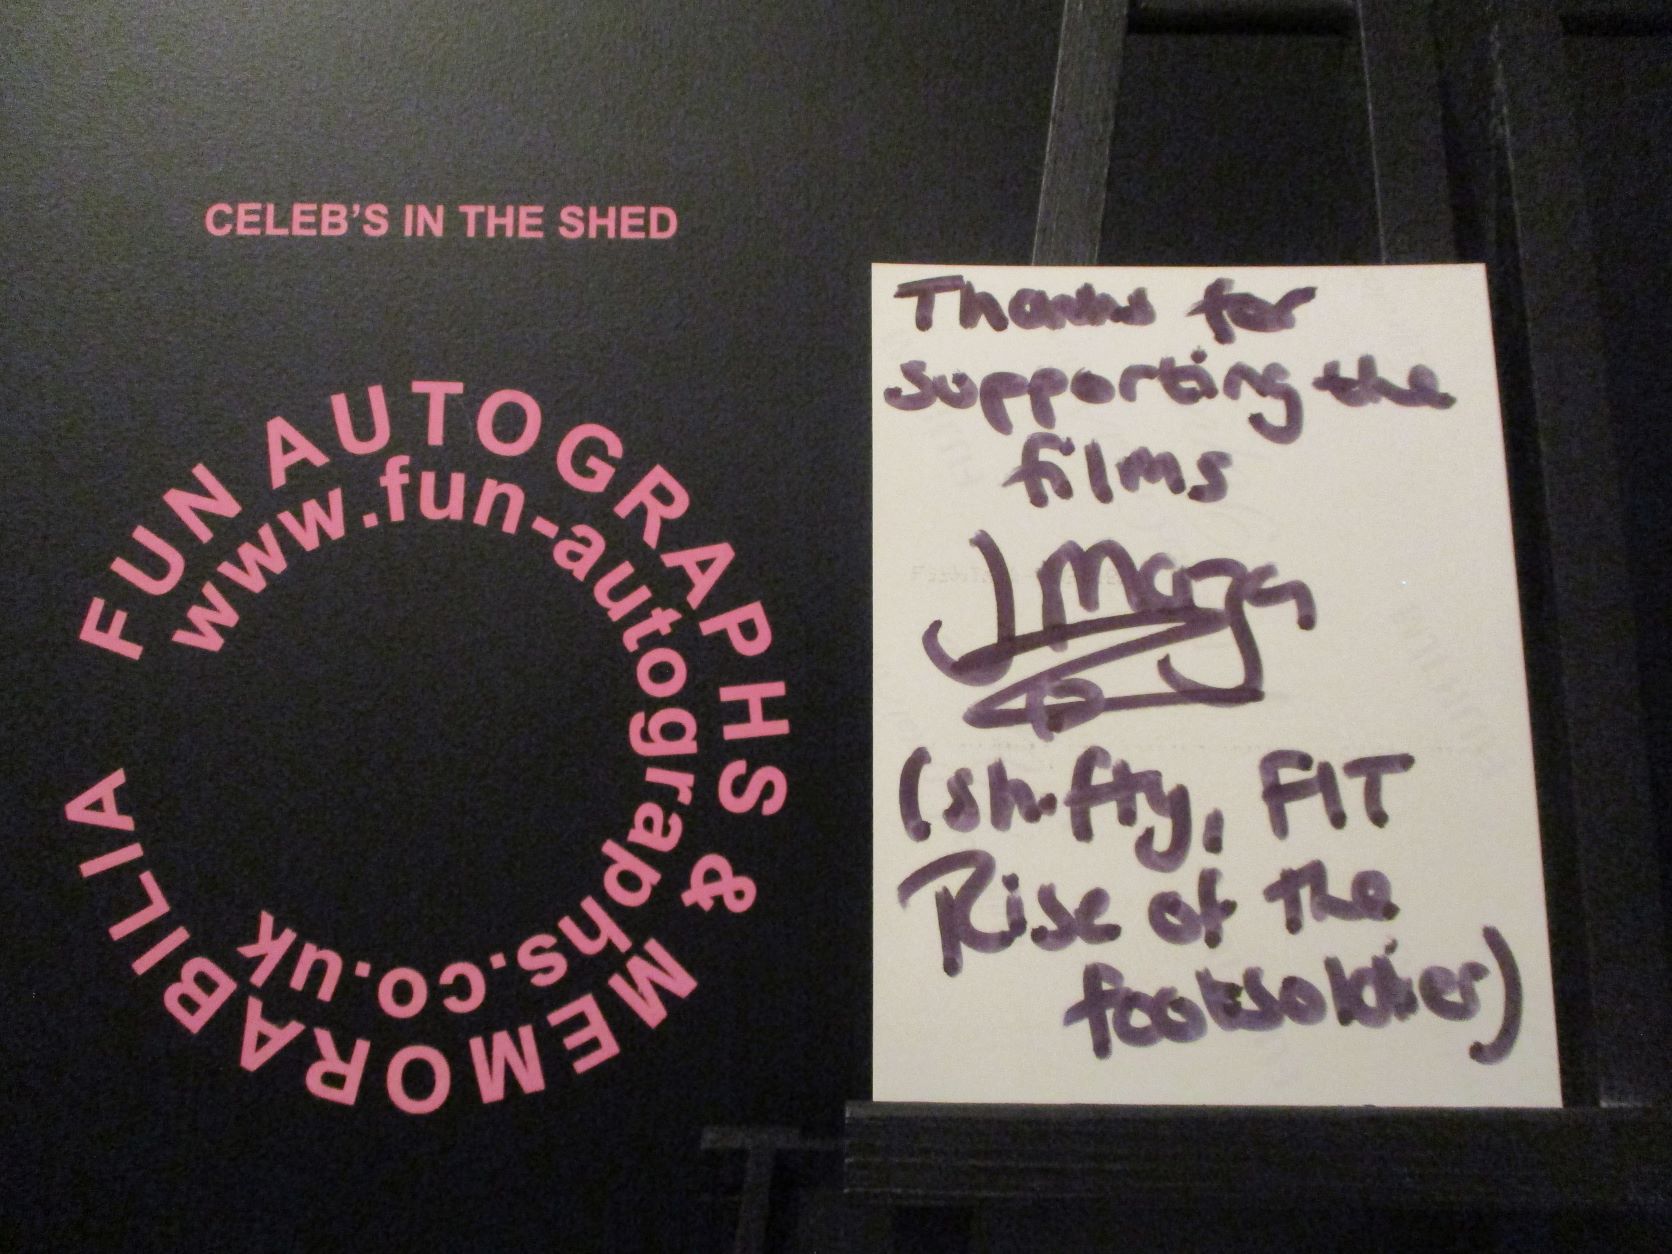 CELEB'S IN THE SHED
FUN AUTOGRAPHS & MEMORABILIA
www.fun-autographs.co.uk
Thanks for
supporting the
films
(shifty, FIT
Rise of the
footsoldier)